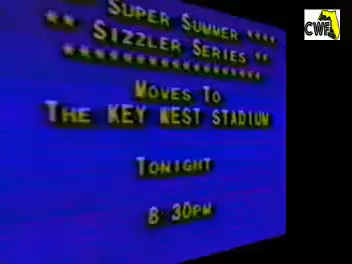 SUPER SUMMER ****
** SIZZLER SERIES **
*****************
MOVES TO
THE KEY WEST STADIUM
TONIGHT
8:30PM
CWF